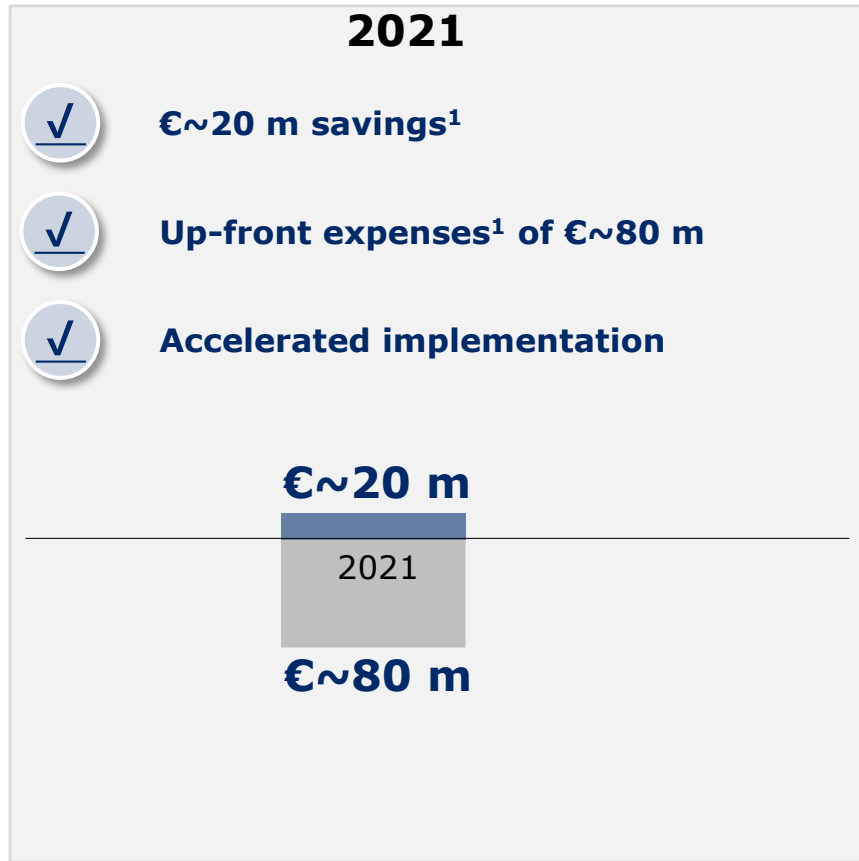 2021
√ €~20 m savings¹
√ Up-front expenses¹ of €~80 m
√ Accelerated implementation
€~20 m
2021
€~80 m